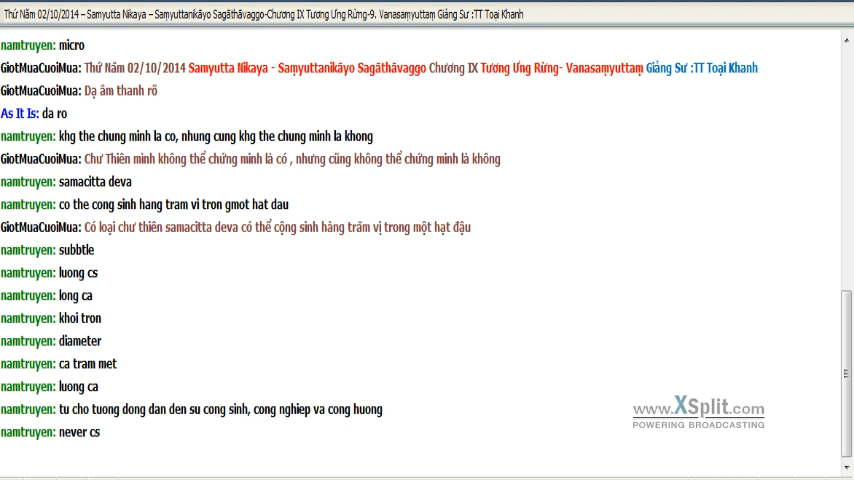 Thứ Năm 02/10/2014 – Samyutta Nikaya – Saṃyuttanikāyo Sagāthāvaggo-Chương IX Tương Ưng Rừng-9. Vanasaṃyuttaṃ Giảng Sư :TT Toại Khanh
namtruyen: micro
GiotMuaCuoiMua: Thứ Năm 02/10/2014 Samyutta Nikaya - Saṃyuttanikāyo Sagāthāvaggo Chương IX Tương Ưng Rừng- Vanasaṃyuttaṃ Giảng Sư :TT Toại Khanh
GiotMuaCuoiMua: Dạ âm thanh rõ
As It Is: da ro
namtruyen: khg the chung minh la co, nhung cung khg the chung minh la khong
GiotMuaCuoiMua: Chư Thiên mình không thể chứng minh là có , nhưng cũng không thể chứng minh là không
namtruyen: samacitta deva
namtruyen: co the cong sinh hang tram vi tron gmot hat dau
GiotMuaCuoiMua: Có loại chư thiên samacitta deva có thể cộng sinh hàng trăm vị trong một hạt đậu
namtruyen: subbtle
namtruyen: luong cs
namtruyen: long ca
namtruyen: khoi tron
namtruyen: diameter
namtruyen: ca tram met
namtruyen: luong ca
namtruyen: tu cho tuong dong dan den su cong sinh, cong nghiep va cong huong
namtruyen: never cs
www.XSplit.com
POWERING BROADCASTING